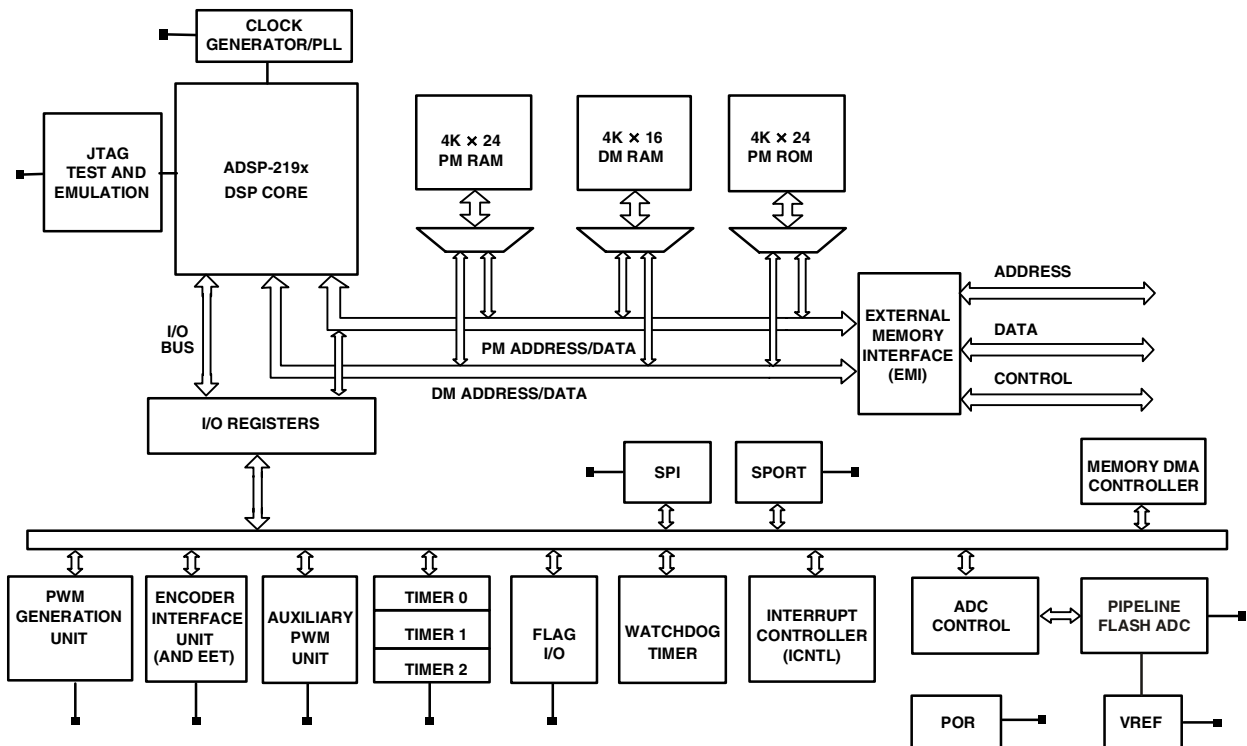 CLOCK
GENERATOR/PLL
JTAG
TEST AND
EMULATION
ADSP-219x
DSP CORE
4K × 24
PM RAM
4K × 16
DM RAM
4K × 24
PM ROM
I/O
BUS
PM ADDRESS/DATA
DM ADDRESS/DATA
EXTERNAL
MEMORY
INTERFACE
(EMI)
ADDRESS
DATA
CONTROL
I/O REGISTERS
SPI
SPORT
MEMORY DMA
CONTROLLER
PWM
GENERATION
UNIT
ENCODER
INTERFACE
UNIT
(AND EET)
AUXILIARY
PWM
UNIT
TIMER 0
TIMER 1
TIMER 2
FLAG
I/O
WATCHDOG
TIMER
INTERRUPT
CONTROLLER
(ICNTL)
ADC
CONTROL
PIPELINE
FLASH ADC
POR
VREF